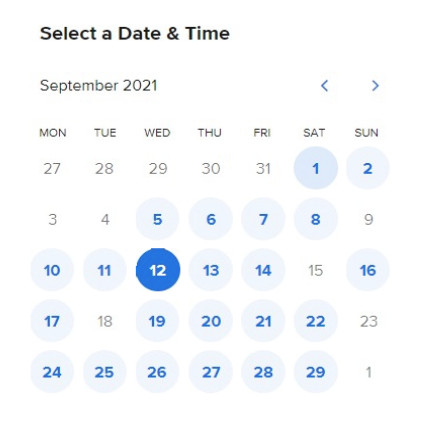 Select a Date & Time
September 2021
MON TUE WED THU FRI SAT SUN
27 28 29 30 31 1 2
3 4 5 6 7 8 9
10 11 12 13 14 15 16
17 18 19 20 21 22 23
24 25 26 27 28 29 1